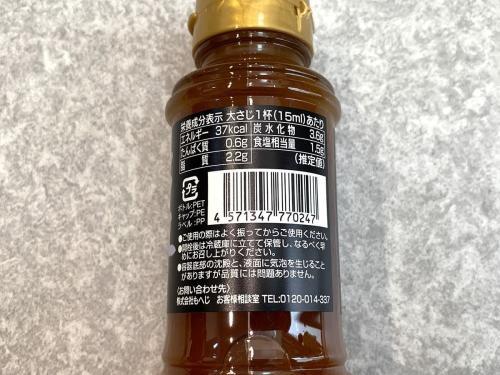 栄養成分表示 大さじ1杯(15ml)あたり
エネルギー 37kcal 炭水化物 3.6g
たんぱく質 0.6g 食塩相当量 1.5g
脂質 2.2g (推定値)
プラ
ボトル:PET
キャップ:PE
ラベル:PP
4 571347 770247
●ご使用の際はよく振ってからご使用ください。
●開栓後は冷蔵庫に立てて保管し、なるべく早
めにお召し上がりください。
●容器底部の沈殿と、液面に気泡を生じること
がありますが品質には問題ありません。
〈お問い合わせ先〉
株式会社もへじ お客様相談室 TEL:0120-014-337